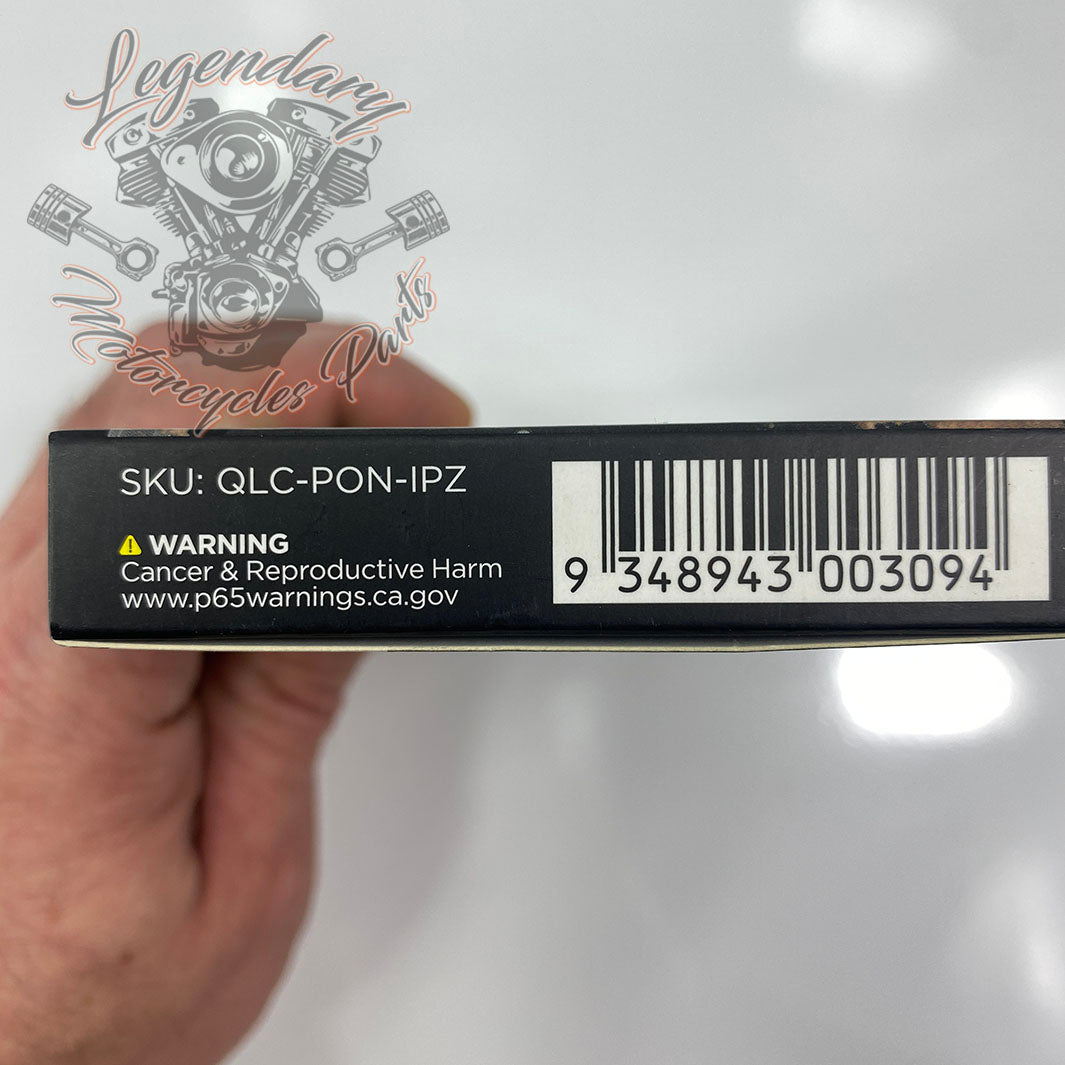 Legendary
Motorcycles Parts
SKU: QLC-PON-IPZ
WARNING
Cancer & Reproductive Harm
www.p65warnings.ca.gov
9 348943 003094